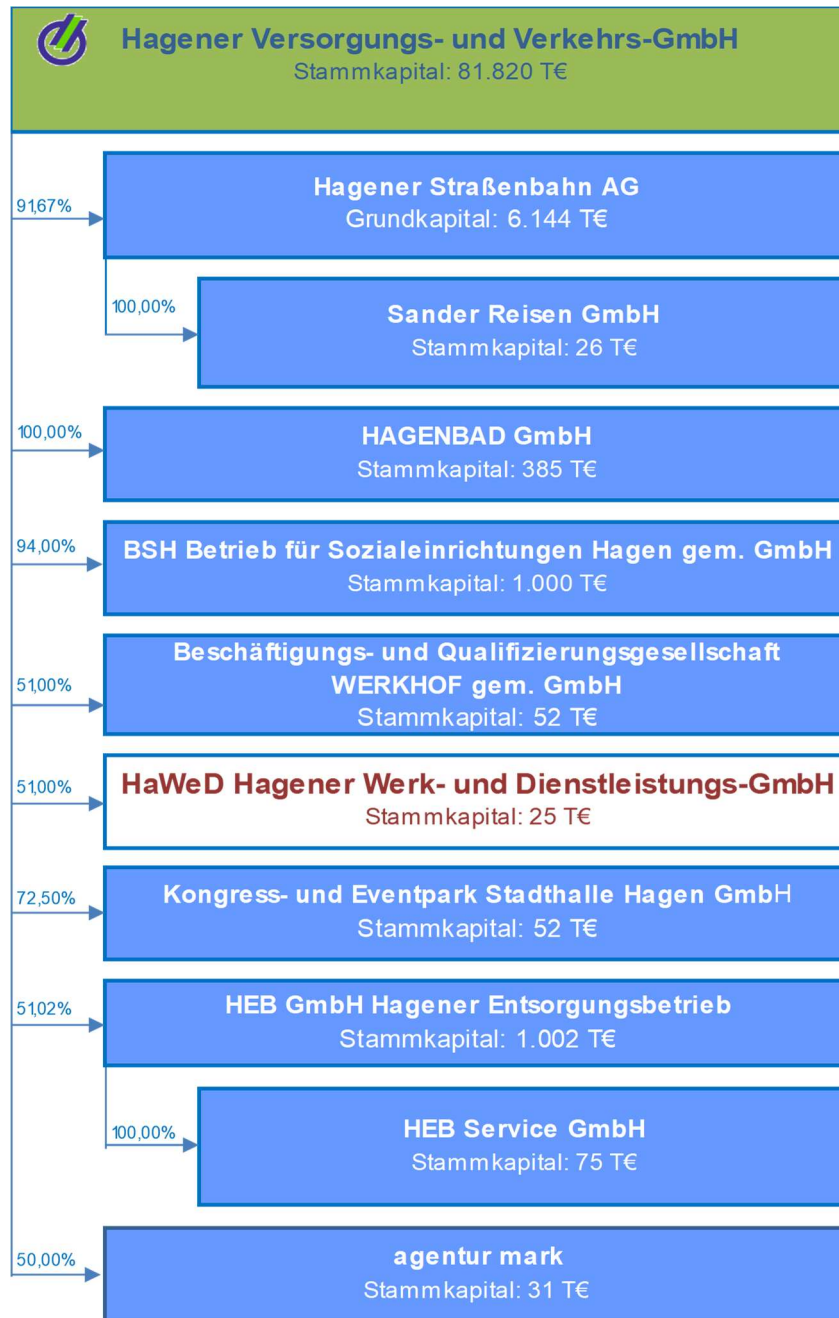 Hagener Versorgungs- und Verkehrs-GmbH
Stammkapital: 81.820 T€
91,67%
Hagener Straßenbahn AG
Grundkapital: 6.144 T€
100,00%
Sander Reisen GmbH
Stammkapital: 26 T€
100,00%
HAGENBAD GmbH
Stammkapital: 385 T€
94,00%
BSH Betrieb für Sozialeinrichtungen Hagen gem. GmbH
Stammkapital: 1.000 T€
51,00%
Beschäftigungs- und Qualifizierungsgesellschaft
WERKHOF gem. GmbH
Stammkapital: 52 T€
51,00%
HaWeD Hagener Werk- und Dienstleistungs-GmbH
Stammkapital: 25 T€
72,50%
Kongress- und Eventpark Stadthalle Hagen GmbH
Stammkapital: 52 T€
51,02%
HEB GmbH Hagener Entsorgungsbetrieb
Stammkapital: 1.002 T€
100,00%
HEB Service GmbH
Stammkapital: 75 T€
50,00%
agentur mark
Stammkapital: 31 T€